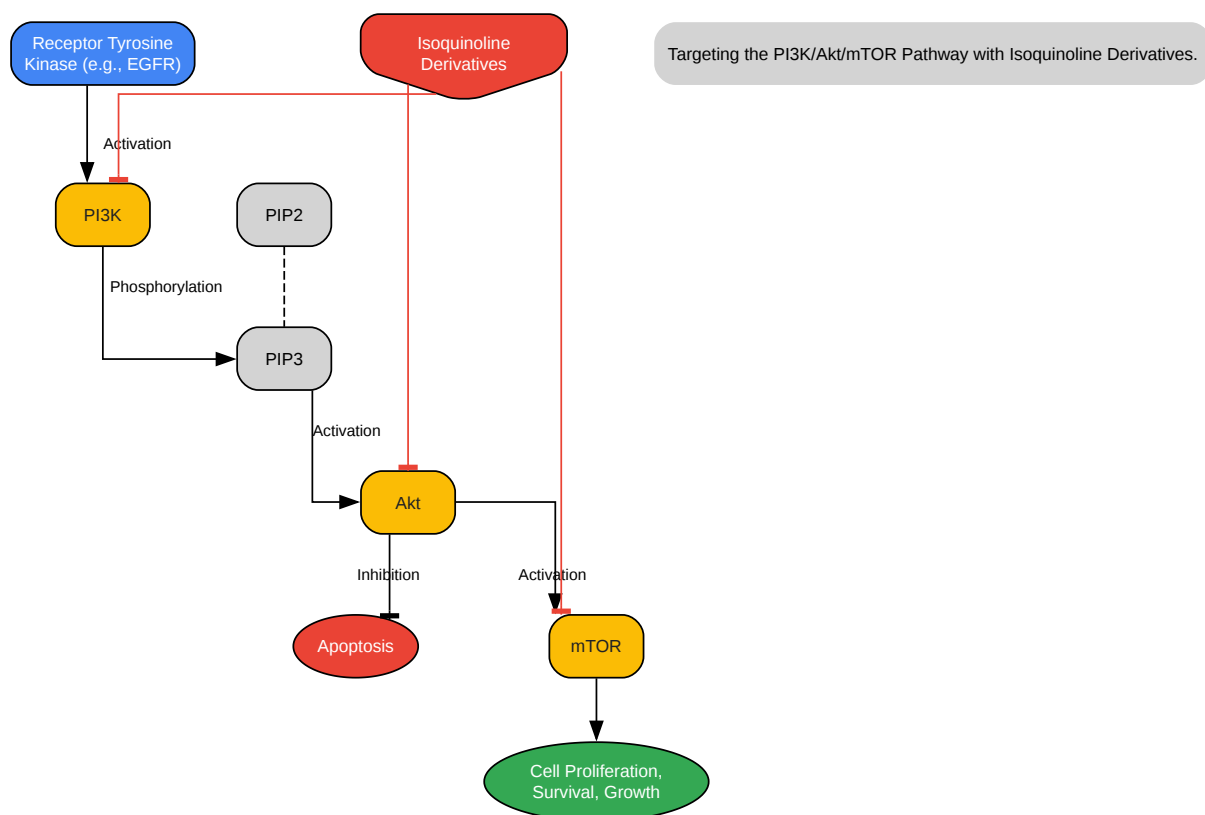 Receptor Tyrosine
Kinase (e.g., EGFR)
Isoquinoline
Derivatives
Targeting the PI3K/Akt/mTOR Pathway with Isoquinoline Derivatives.
Activation
PI3K
PIP2
Phosphorylation
PIP3
Activation
Akt
Inhibition
Activation
Apoptosis
mTOR
Cell Proliferation,
Survival, Growth